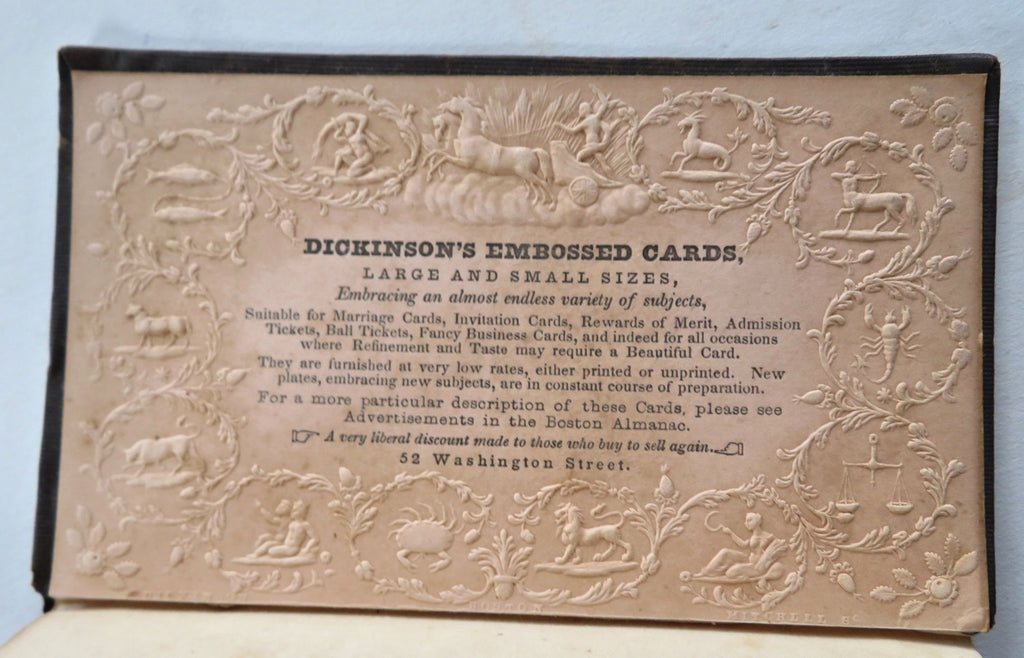 DICKINSON'S EMBOSSED CARDS,
LARGE AND SMALL SIZES,
Embracing an almost endless variety of subjects,
Suitable for Marriage Cards, Invitation Cards, Rewards of Merit, Admission
Tickets, Ball Tickets, Fancy Business Cards, and indeed for all occasions
where Refinement and Taste may require a Beautiful Card.
They are furnished at very low rates, either printed or unprinted. New
plates, embracing new subjects, are in constant course of preparation.
For a more particular description of these Cards, please see
Advertisements in the Boston Almanac.
☞ A very liberal discount made to those who buy to sell again. ☜
52 Washington Street.
BOSTON
MITCHELL SC